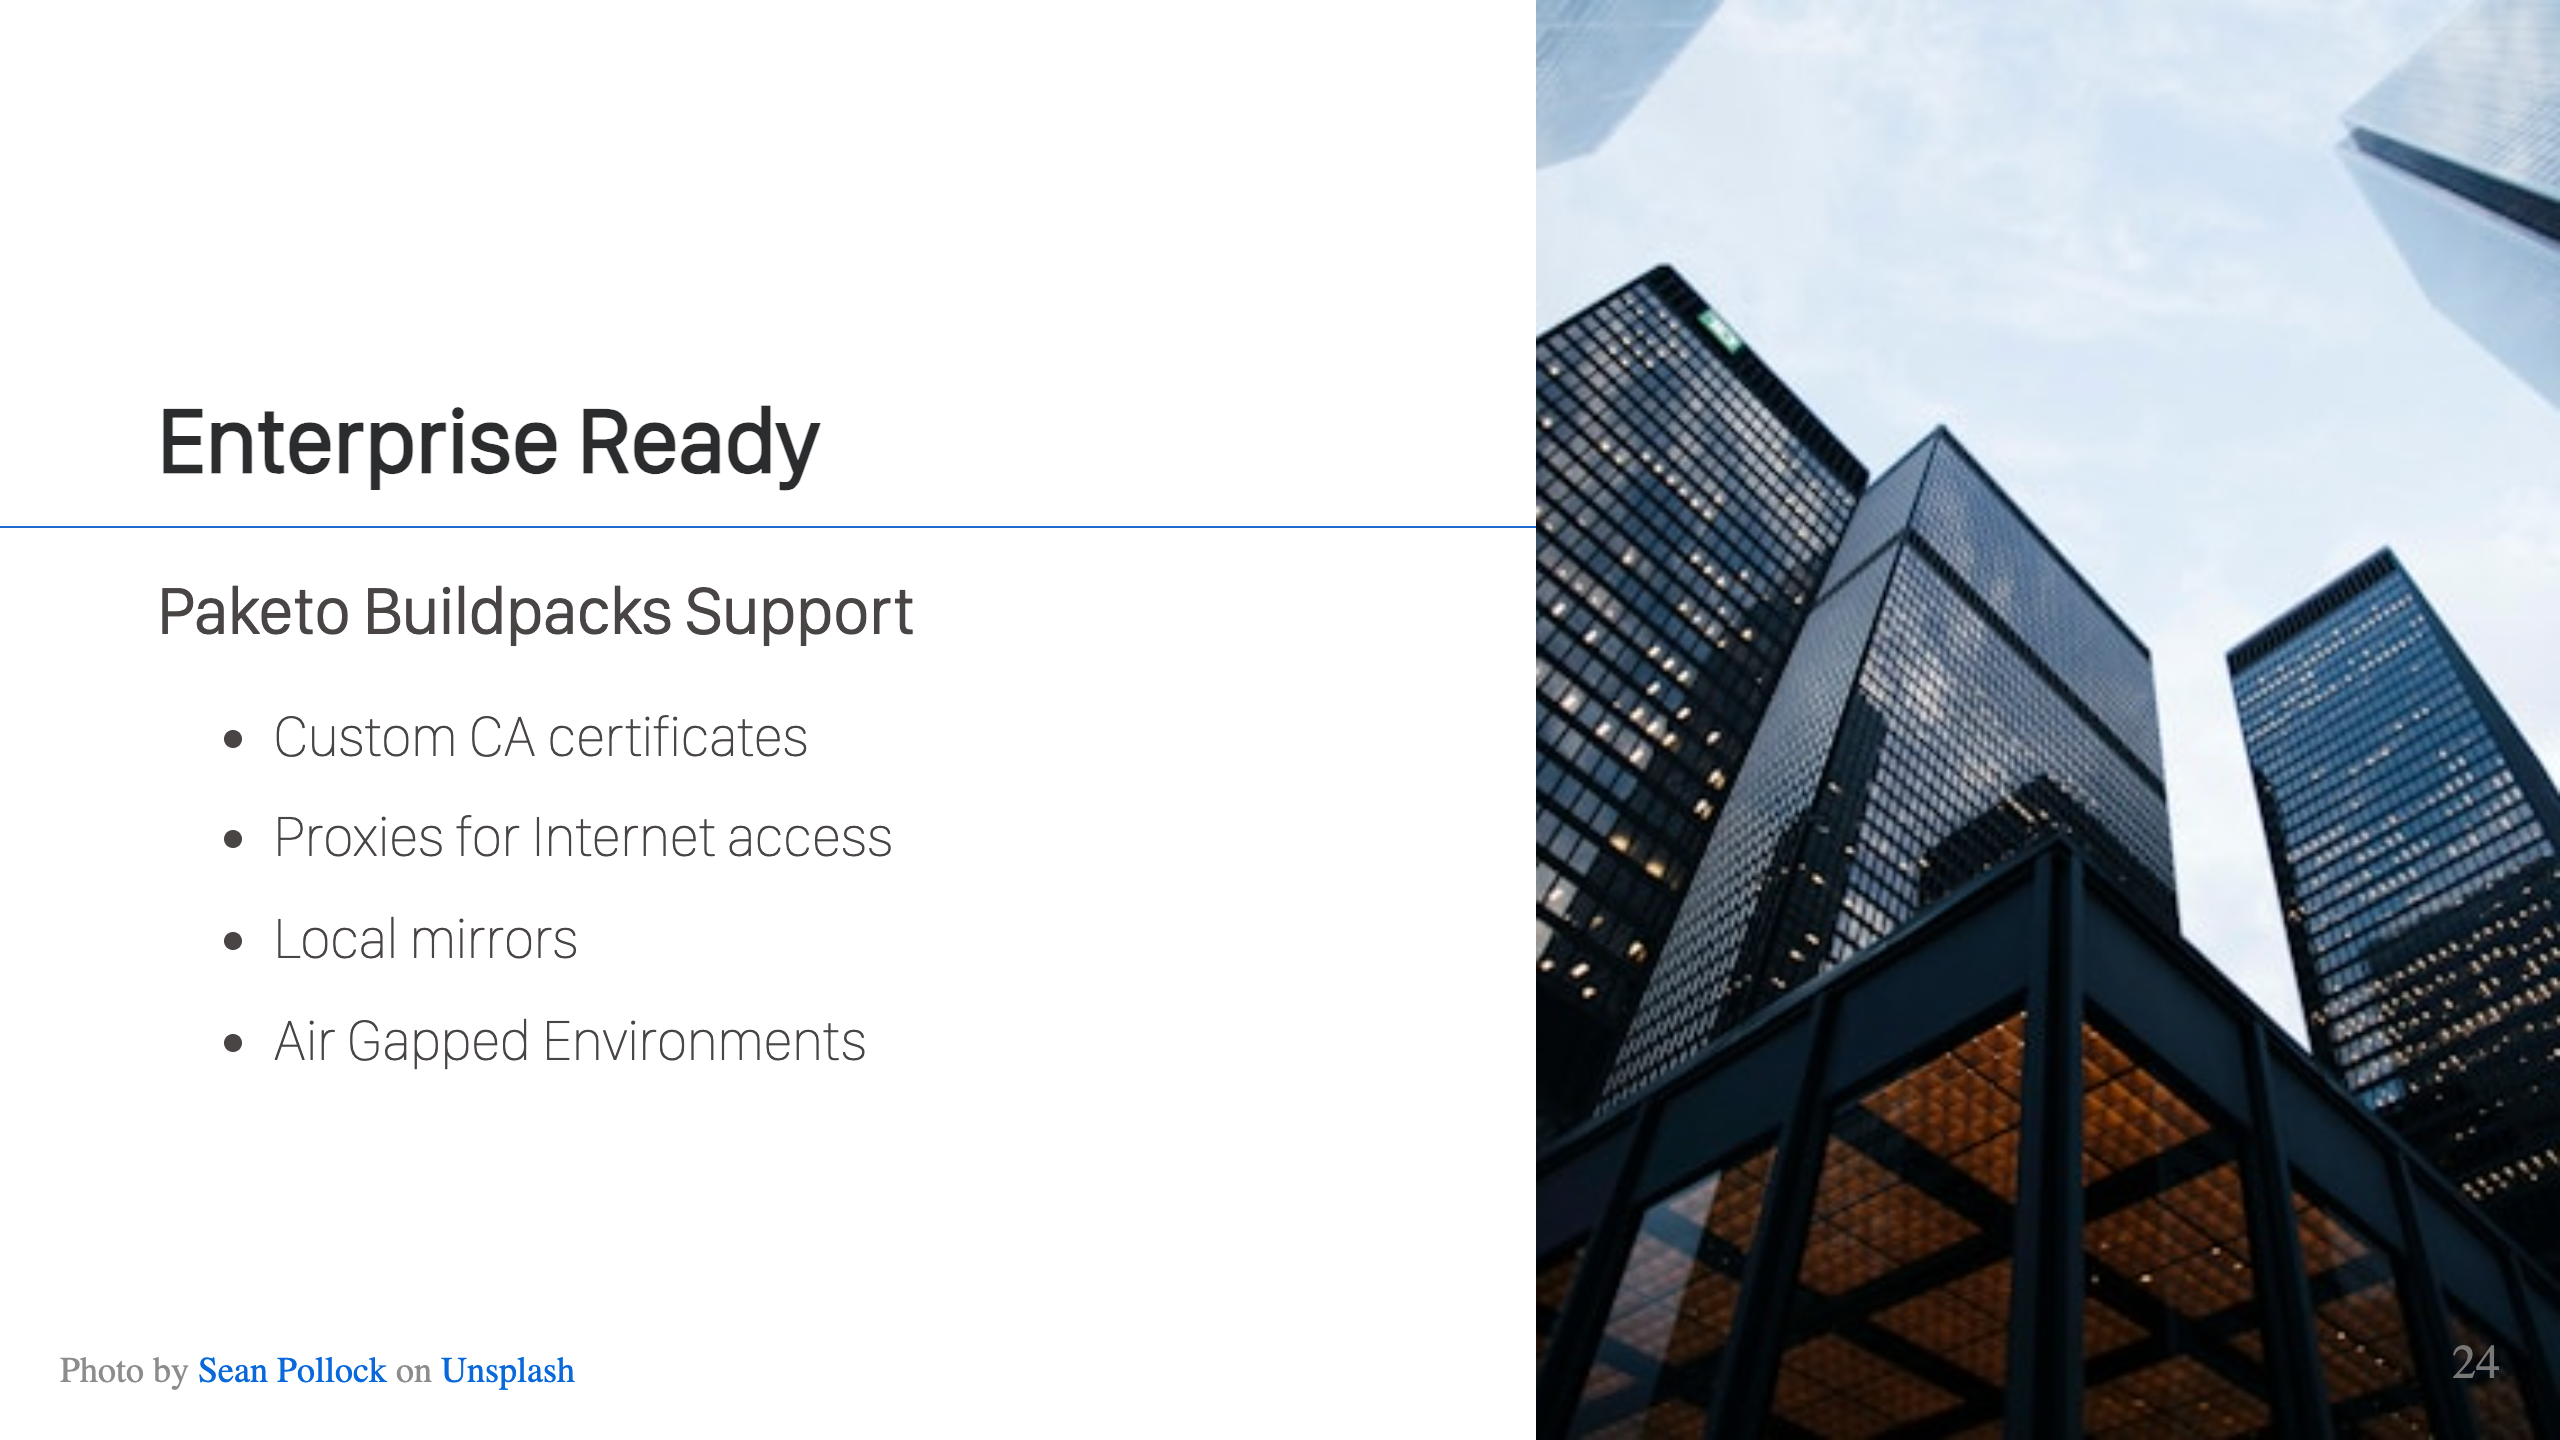 Enterprise Ready
Paketo Buildpacks Support
• Custom CA certificates
• Proxies for Internet access
• Local mirrors
• Air Gapped Environments
Photo by Sean Pollock on Unsplash
24